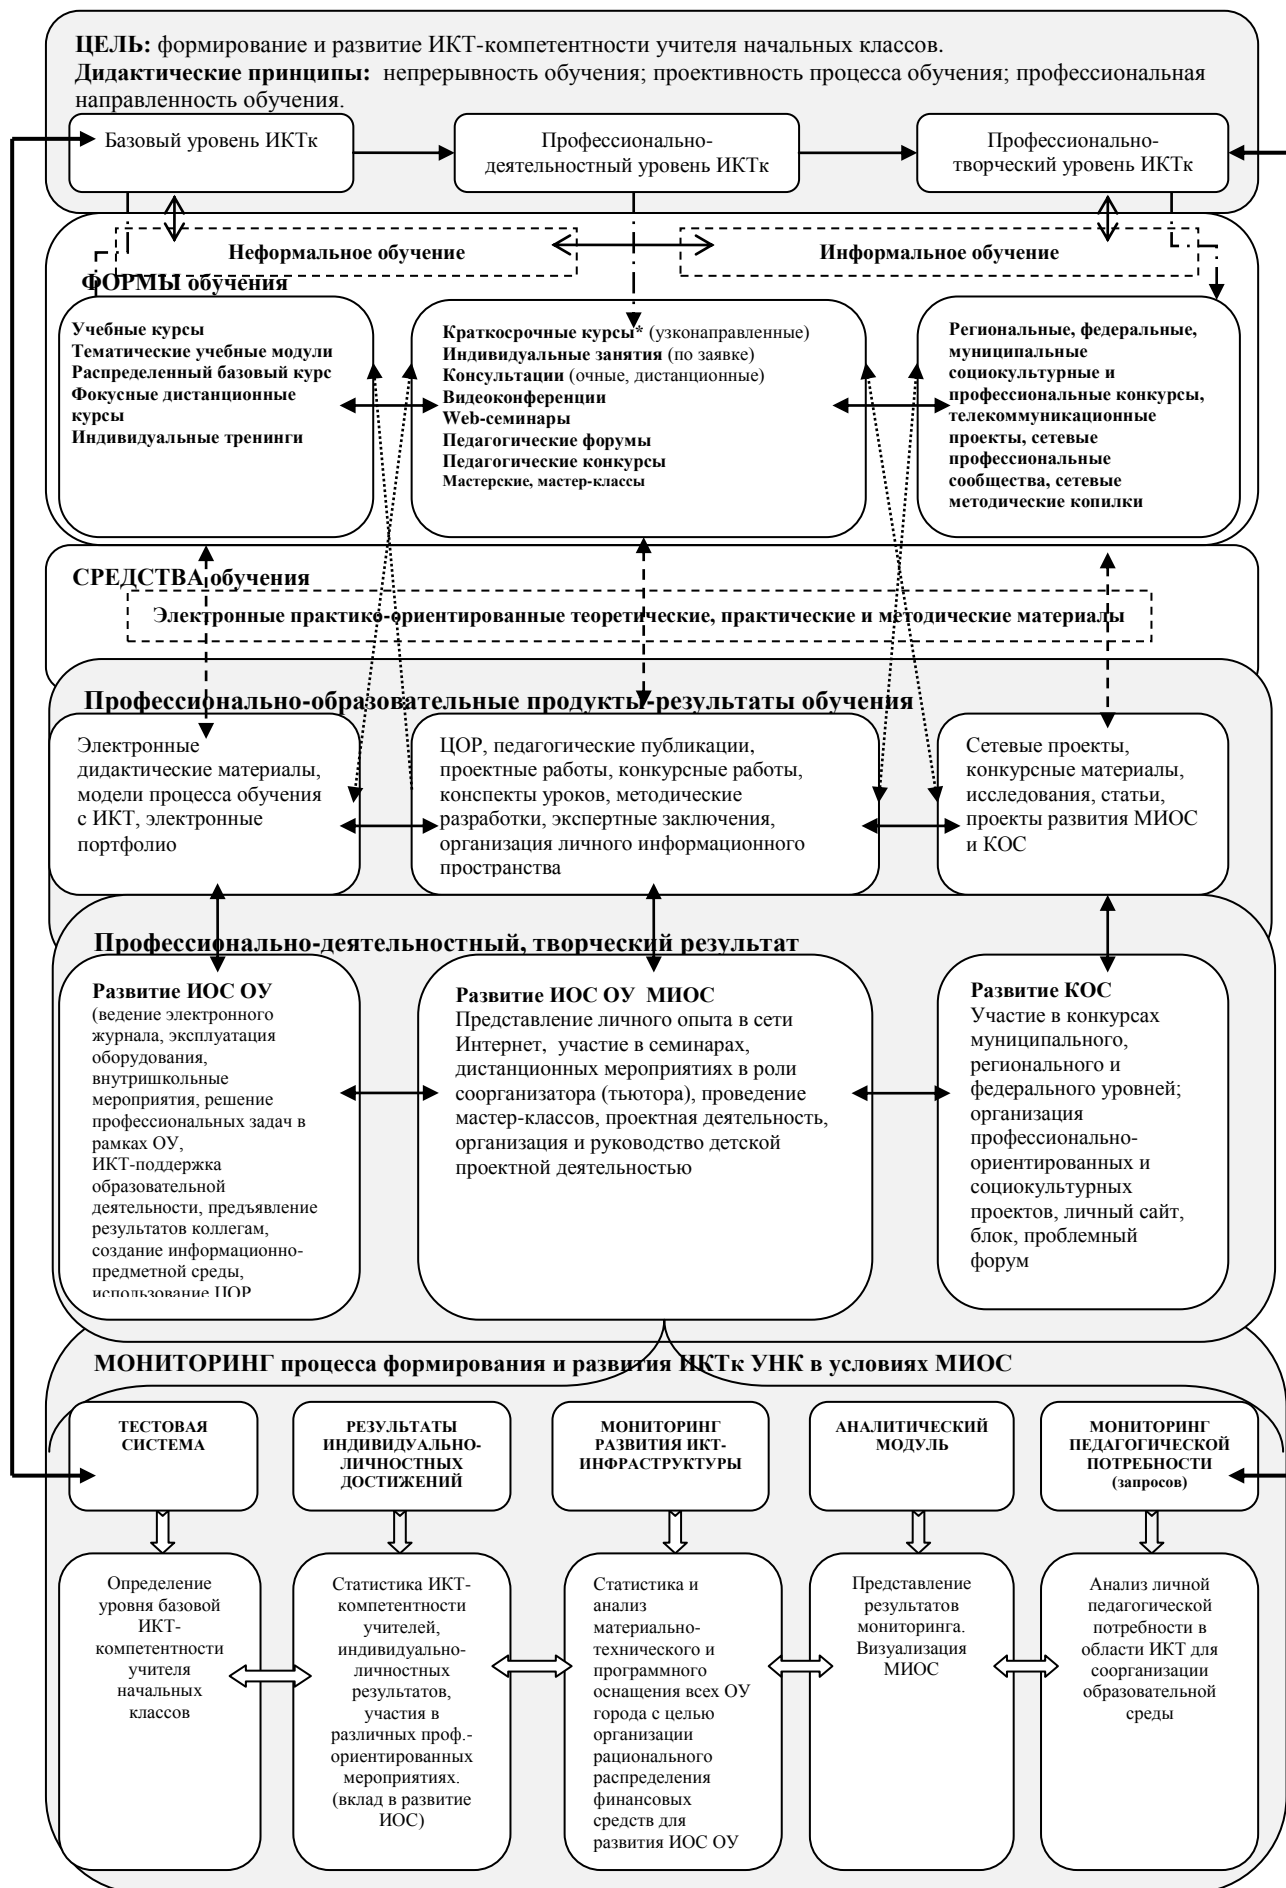 ЦЕЛЬ: формирование и развитие ИКТ-компетентности учителя начальных классов.
Дидактические принципы: непрерывность обучения; проективность процесса обучения; профессиональная
направленность обучения.
Базовый уровень ИКТк
Профессионально-
деятельностный уровень ИКТк
Профессионально-
творческий уровень ИКТк
Неформальное обучение
Информальное обучение
ФОРМЫ обучения
Учебные курсы
Тематические учебные модули
Распределенный базовый курс
Фокусные дистанционные
курсы
Индивидуальные тренинги
Краткосрочные курсы* (узконаправленные)
Индивидуальные занятия (по заявке)
Консультации (очные, дистанционные)
Видеоконференции
Web-семинары
Педагогические форумы
Педагогические конкурсы
Мастерские, мастер-классы
Региональные, федеральные,
муниципальные
социокультурные и
профессиональные конкурсы,
телекоммуникационные
проекты, сетевые
профессиональные
сообщества, сетевые
методические копилки
СРЕДСТВА обучения
Электронные практико-ориентированные теоретические, практические и методические материалы
Профессионально-образовательные продукты-результаты обучения
Электронные
дидактические материалы,
модели процесса обучения
с ИКТ, электронные
портфолио
ЦОР, педагогические публикации,
проектные работы, конкурсные работы,
конспекты уроков, методические
разработки, экспертные заключения,
организация личного информационного
пространства
Сетевые проекты,
конкурсные материалы,
исследования, статьи,
проекты развития МИОС
и КОС
Профессионально-деятельностный, творческий результат
Развитие ИОС ОУ
(ведение электронного
журнала, эксплуатация
оборудования,
внутришкольные
мероприятия, решение
профессиональных задач в
рамках ОУ,
ИКТ-поддержка
образовательной
деятельности, предъявление
результатов коллегам,
создание информационно-
предметной среды,
использование ЦОР
Развитие ИОС ОУ МИОС
Представление личного опыта в сети
Интернет, участие в семинарах,
дистанционных мероприятиях в роли
соорганизатора (тьютора), проведение
мастер-классов, проектная деятельность,
организация и руководство детской
проектной деятельностью
Развитие КОС
Участие в конкурсах
муниципального,
регионального и
федерального уровней;
организация
профессионально-
ориентированных и
социокультурных
проектов, личный сайт,
блок, проблемный
форум
МОНИТОРИНГ процесса формирования и развития ИКТк УНК в условиях МИОС
ТЕСТОВАЯ
СИСТЕМА
РЕЗУЛЬТАТЫ
ИНДИВИДУАЛЬНО-
ЛИЧНОСТНЫХ
ДОСТИЖЕНИЙ
МОНИТОРИНГ
РАЗВИТИЯ ИКТ-
ИНФРАСТРУКТУРЫ
АНАЛИТИЧЕСКИЙ
МОДУЛЬ
МОНИТОРИНГ
ПЕДАГОГИЧЕСКОЙ
ПОТРЕБНОСТИ
(запросов)
Определение
уровня базовой
ИКТ-
компетентности
учителя
начальных
классов
Статистика ИКТ-
компетентности
учителей,
индивидуально-
личностных
результатов,
участия в
различных проф.-
ориентированных
мероприятиях.
(вклад в развитие
ИОС)
Статистика и
анализ
материально-
технического и
программного
оснащения всех ОУ
города с целью
организации
рационального
распределения
финансовых
средств для
развития ИОС ОУ
Представление
результатов
мониторинга.
Визуализация
МИОС
Анализ личной
педагогической
потребности в
области ИКТ для
соорганизации
образовательной
среды